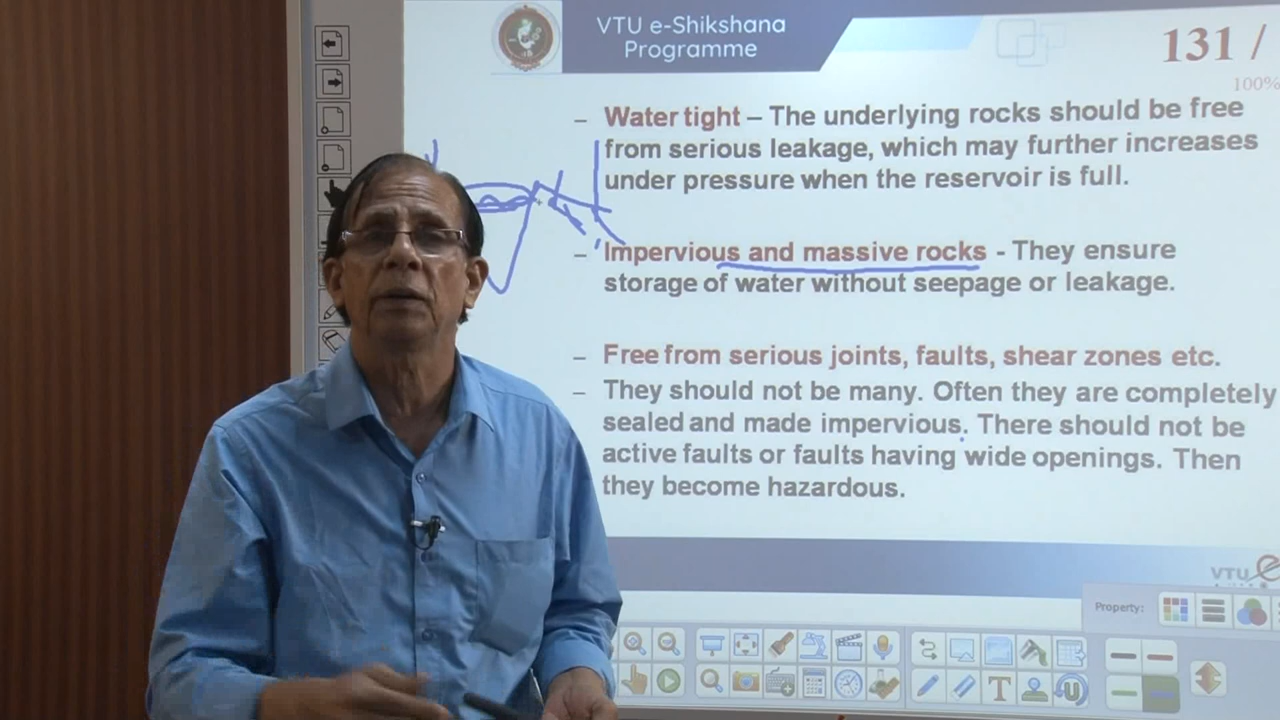 VTU e-Shikshana
Programme
131 /
100%
– Water tight – The underlying rocks should be free
from serious leakage, which may further increases
under pressure when the reservoir is full.
– Impervious and massive rocks - They ensure
storage of water without seepage or leakage.
– Free from serious joints, faults, shear zones etc.
– They should not be many. Often they are completely
sealed and made impervious. There should not be
active faults or faults having wide openings. Then
they become hazardous.
VTU e
Property:
T